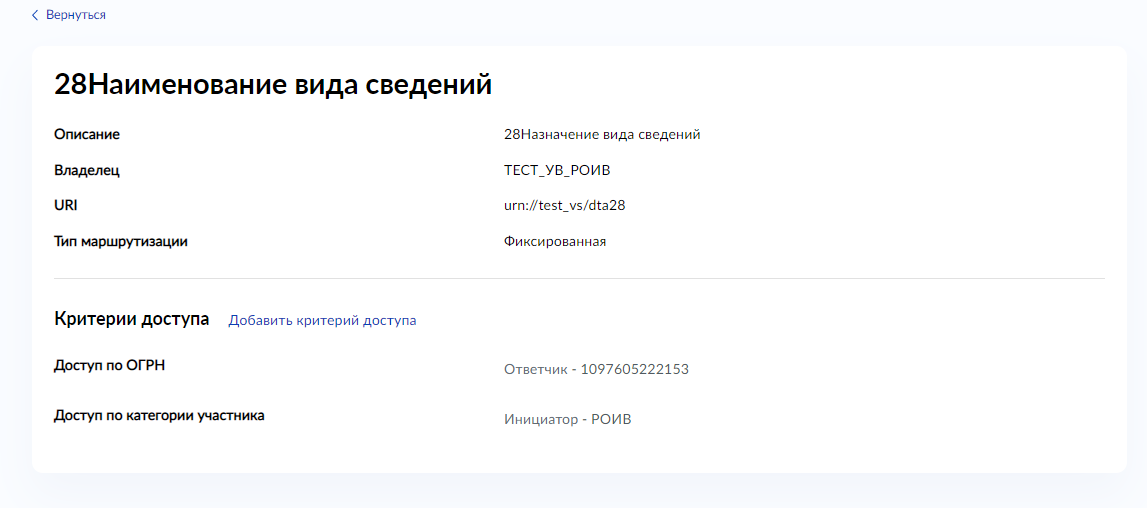 Вернуться
28Наименование вида сведений
Описание 28Назначение вида сведений
Владелец ТЕСТ_УВ_РОИВ
URI urn://test_vs/dta28
Тип маршрутизации Фиксированная
Критерии доступа Добавить критерий доступа
Доступ по ОГРН Ответчик - 1097605222153
Доступ по категории участника Инициатор - РОИВ